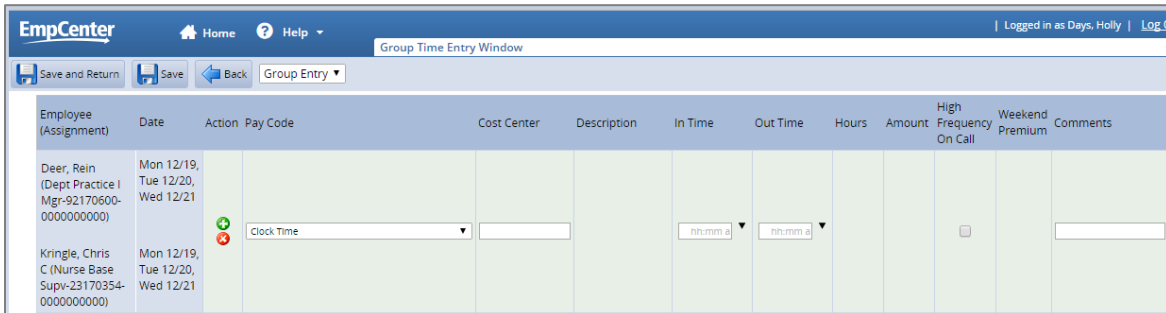 EmpCenter Home Help | Logged in as Days, Holly | Log
Group Time Entry Window
Save and Return Save Back Group Entry
Employee (Assignment) Date Action Pay Code Cost Center Description In Time Out Time Hours Amount High Frequency On Call Weekend Premium Comments
Deer, Rein Mon 12/19,
(Dept Practice I Tue 12/20,
Mgr-92170600- Wed 12/21
0000000000)
Clock Time hh:mm a hh:mm a
Kringle, Chris Mon 12/19,
C (Nurse Base Tue 12/20,
Supv-23170354- Wed 12/21
0000000000)